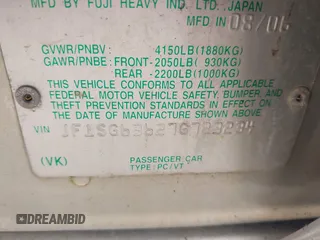 MFD BY FUJI HEAVY IND. LTD., JAPAN
MFD IN 08/06
GVWR/PNBV : 4150LB(1880KG)
GAWR/PNBE : FRONT-2050LB( 930KG)
REAR -2200LB(1000KG)
THIS VEHICLE CONFORMS TO ALL APPLICABLE
FEDERAL MOTOR VEHICLE SAFETY, BUMPER, AND
THEFT PREVENTION STANDARDS IN EFFECT ON THE
DATE OF MANUFACTURE SHOWN ABOVE.
VIN
(VK) PASSENGER CAR
TYPE : PC/VT
DREAMBID